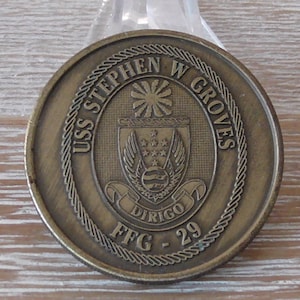 USS STEPHEN W GROVES
DIRIGO
FFG - 29